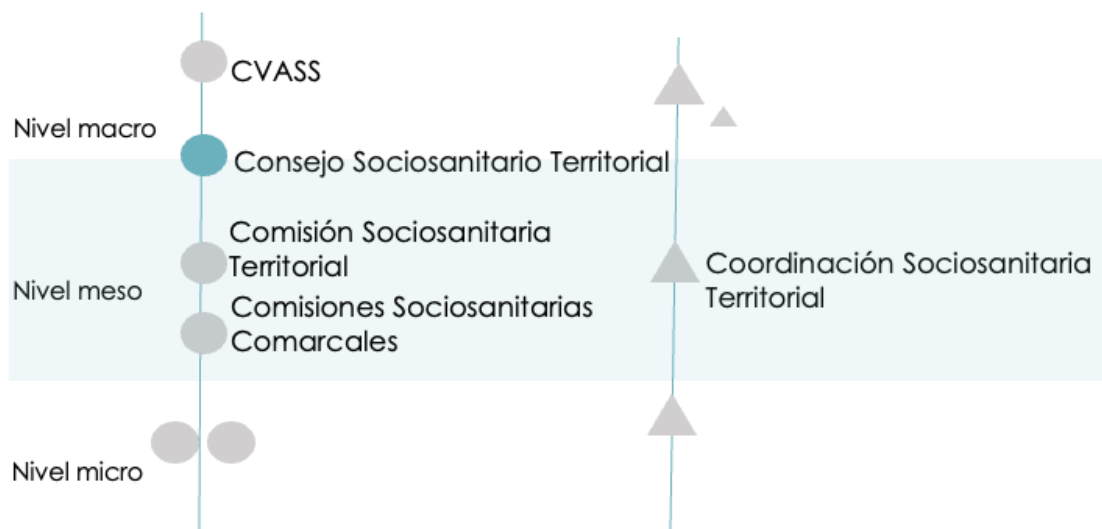 CVASS
Nivel macro
Consejo Sociosanitario Territorial
Comisión Sociosanitaria
Territorial
Coordinación Sociosanitaria
Territorial
Nivel meso
Comisiones Sociosanitarias
Comarcales
Nivel micro